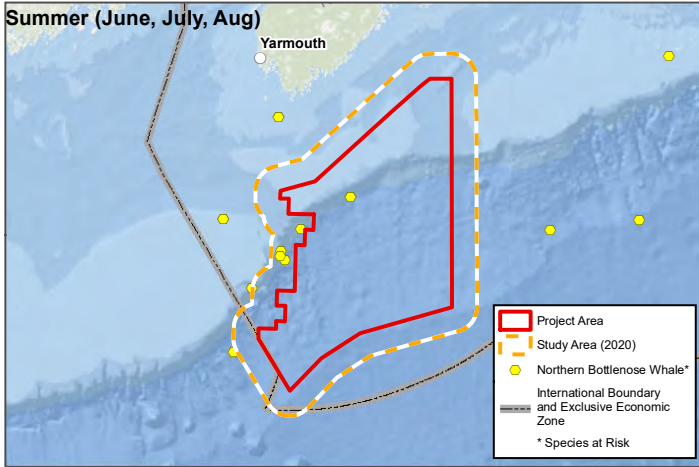 Summer (June, July, Aug)
Yarmouth
Project Area
Study Area (2020)
Northern Bottlenose Whale*
International Boundary
and Exclusive Economic
Zone
* Species at Risk